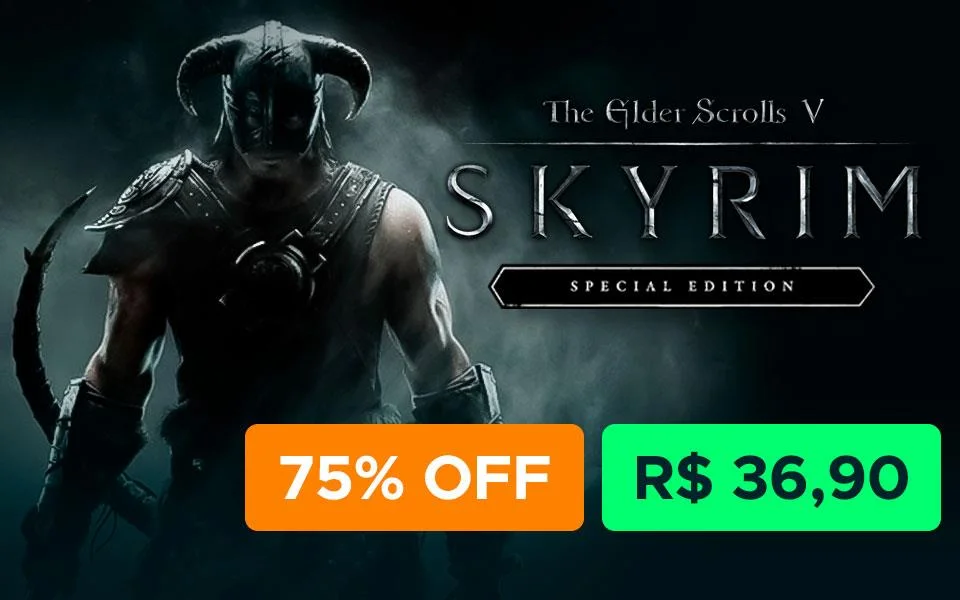 The Elder Scrolls V
SKYRIM
SPECIAL EDITION
75% OFF
R$ 36,90